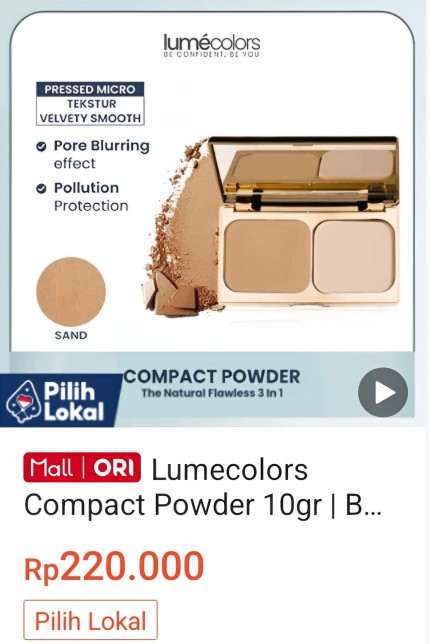 lumécolors
BE CONFIDENT, BE YOU
PRESSED MICRO
TEKSTUR
VELVETY SMOOTH
Pore Blurring
effect
Pollution
Protection
SAND
COMPACT POWDER
The Natural Flawless 3 In 1
Pilih
Lokal
Mall | ORI Lumecolors
Compact Powder 10gr | B...
Rp220.000
Pilih Lokal